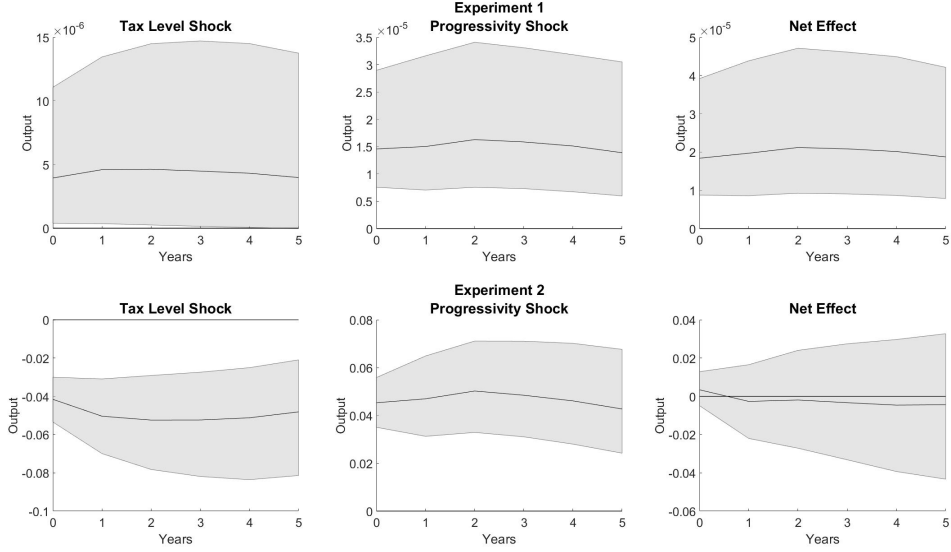 Experiment 1
Tax Level Shock
Progressivity Shock
Net Effect
×10⁻⁶
15
10
5
0
Output
0 1 2 3 4 5
Years
×10⁻⁵
3.5
3
2.5
2
1.5
1
0.5
0
Output
0 1 2 3 4 5
Years
×10⁻⁵
5
4
3
2
1
0
Output
0 1 2 3 4 5
Years
Experiment 2
Tax Level Shock
Progressivity Shock
Net Effect
0
-0.02
-0.04
-0.06
-0.08
-0.1
Output
0 1 2 3 4 5
Years
0.08
0.06
0.04
0.02
0
Output
0 1 2 3 4 5
Years
0.04
0.02
0
-0.02
-0.04
-0.06
Output
0 1 2 3 4 5
Years